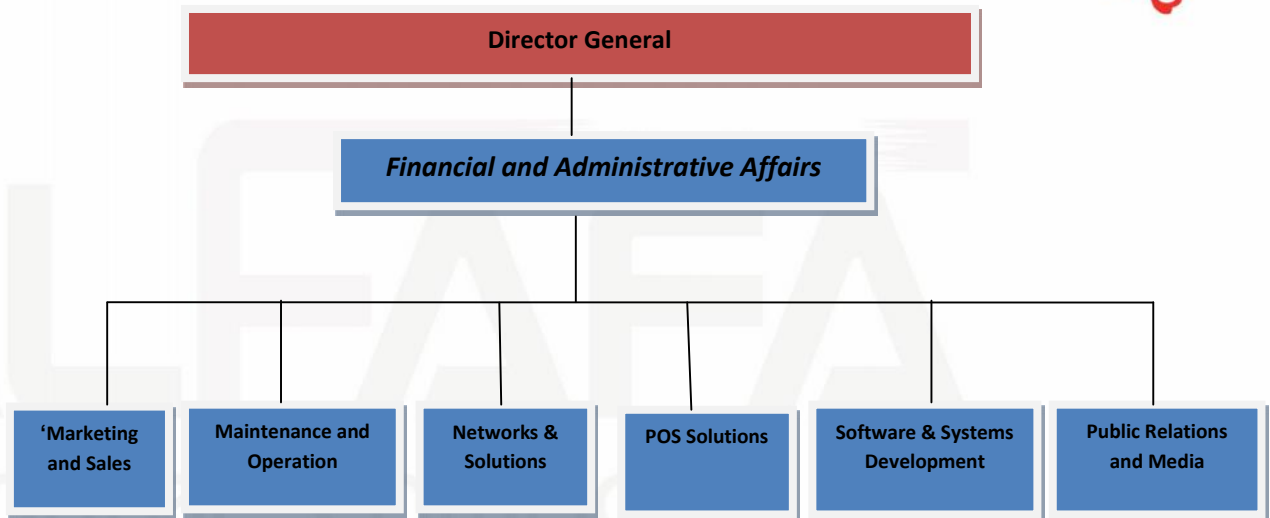 Director General
Financial and Administrative Affairs
‘Marketing
and Sales
Maintenance and
Operation
Networks &
Solutions
POS Solutions
Software & Systems
Development
Public Relations
and Media